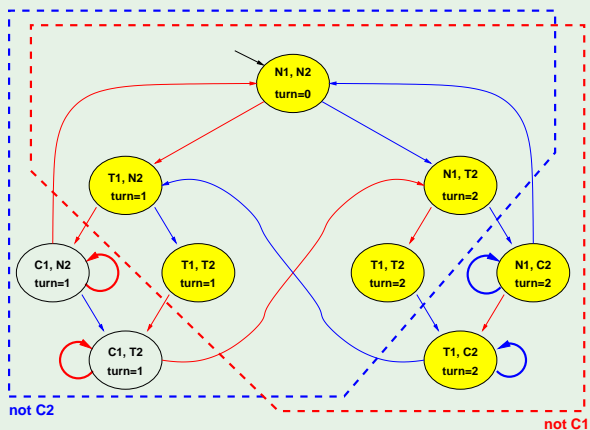 N1, N2
turn=0
T1, N2
turn=1
N1, T2
turn=2
C1, N2
turn=1
T1, T2
turn=1
T1, T2
turn=2
N1, C2
turn=2
C1, T2
turn=1
T1, C2
turn=2
not C2
not C1